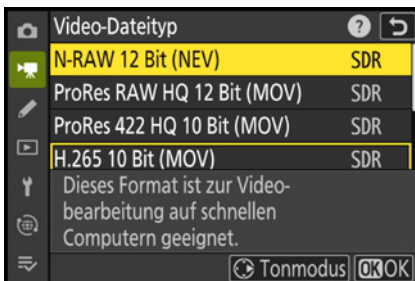 Video-Dateityp ?
N-RAW 12 Bit (NEV) SDR
ProRes RAW HQ 12 Bit (MOV) SDR
ProRes 422 HQ 10 Bit (MOV) SDR
H.265 10 Bit (MOV) SDR
Dieses Format ist zur Video-
bearbeitung auf schnellen
Computern geeignet.
Tonmodus OK OK